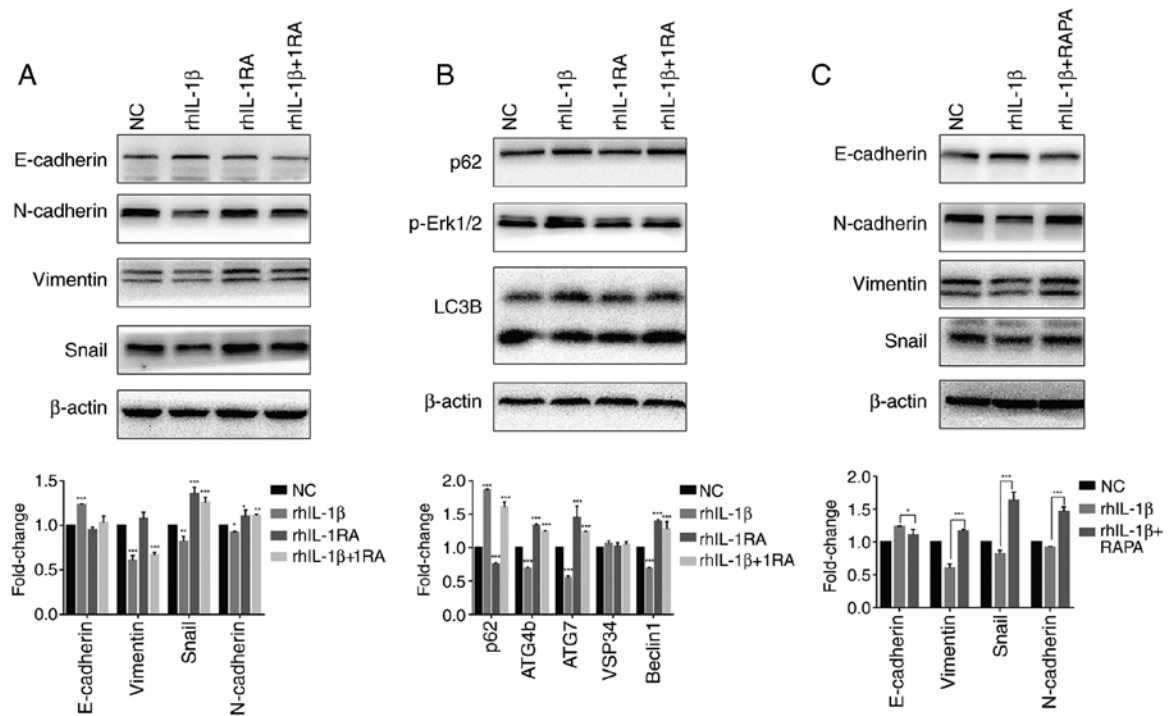 A
NC
rhIL-1β
rhIL-1RA
rhIL-1β+1RA
E-cadherin
N-cadherin
Vimentin
Snail
β-actin
1.5
1.0
0.5
0.0
Fold-change
***
***
***
**
***
***
*
*
**
E-cadherin
Vimentin
Snail
N-cadherin
NC
rhIL-1β
rhIL-1RA
rhIL-1β+1RA
B
NC
rhIL-1β
rhIL-1RA
rhIL-1β+1RA
p62
p-Erk1/2
LC3B
β-actin
2.0
1.5
1.0
0.5
0.0
Fold-change
***
***
***
***
***
***
***
***
***
***
***
***
p62
ATG4b
ATG7
VSP34
Beclin1
NC
rhIL-1β
rhIL-1RA
rhIL-1β+1RA
C
NC
rhIL-1β
rhIL-1β+RAPA
E-cadherin
N-cadherin
Vimentin
Snail
β-actin
2.0
1.5
1.0
0.5
0.0
Fold-change
*
***
***
***
E-cadherin
Vimentin
Snail
N-cadherin
NC
rhIL-1β
rhIL-1β+
RAPA